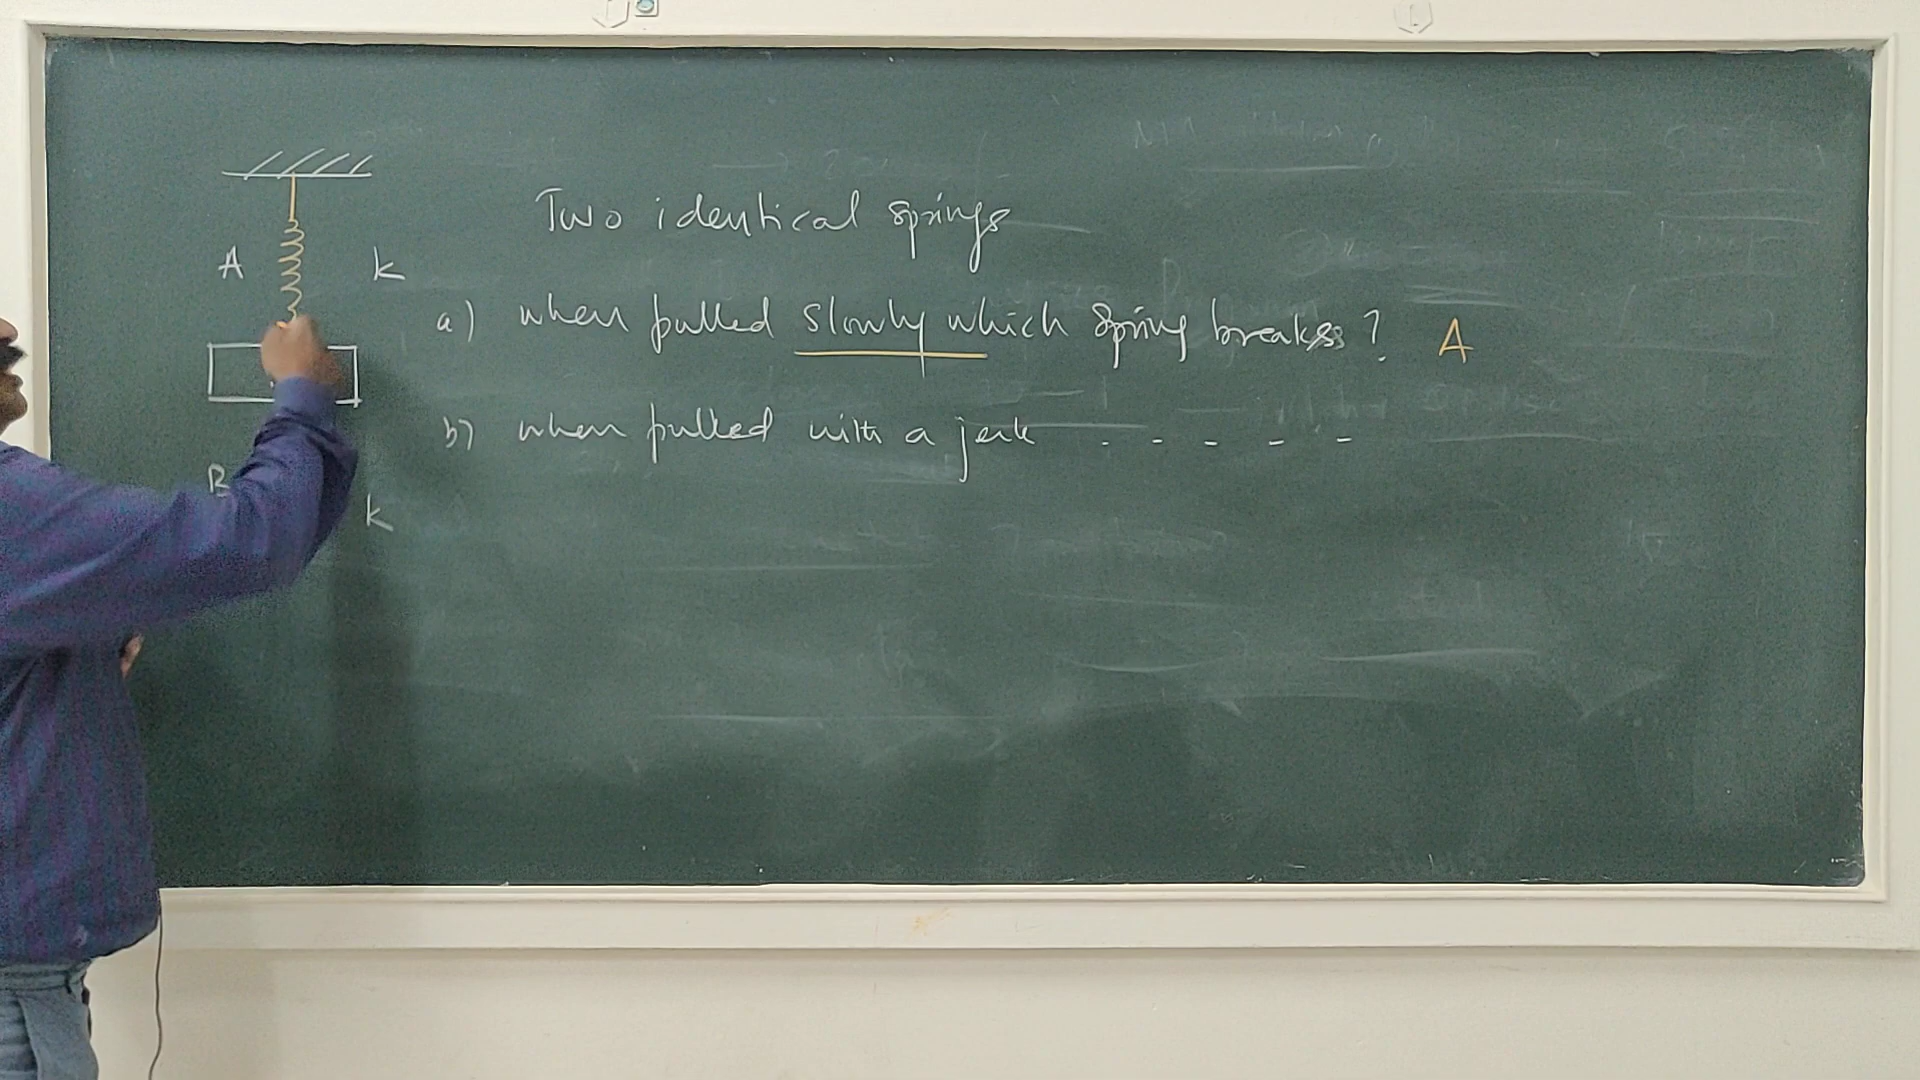 Two identical springs
A
k
a) when pulled slowly which spring breaks? A
b) when pulled with a jerk - - - - -
B
k